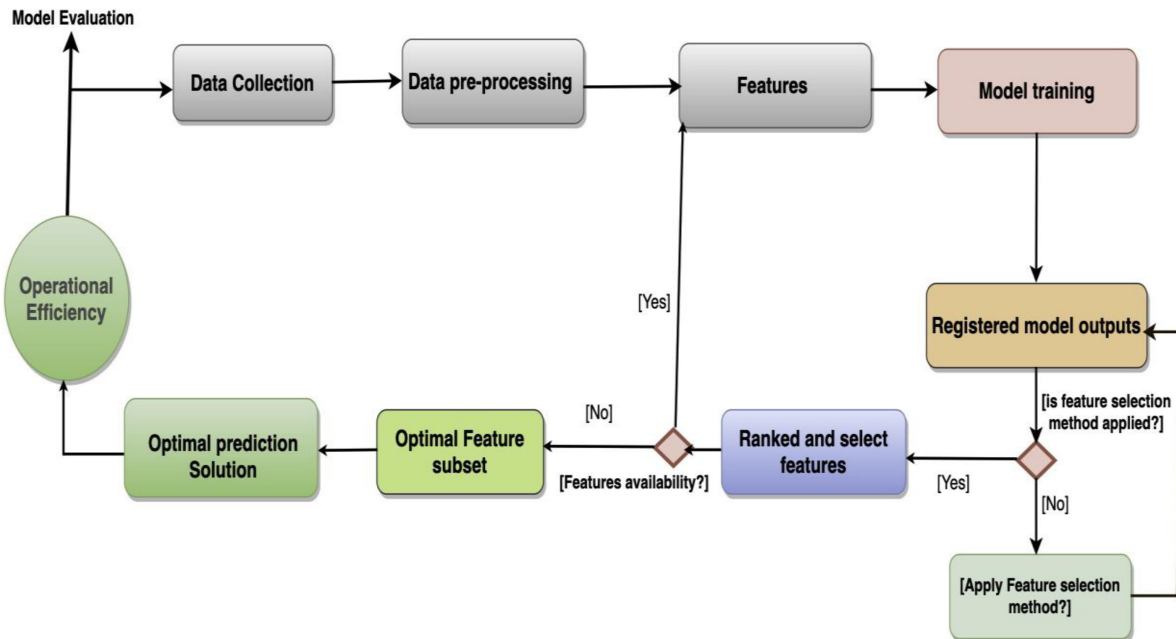 Model Evaluation
Data Collection
Data pre-processing
Features
Model training
Operational
Efficiency
[Yes]
Registered model outputs
[is feature selection
method applied?]
[No]
Optimal prediction
Solution
Optimal Feature
subset
[Features availability?]
Ranked and select
features
[Yes]
[No]
[Apply Feature selection
method?]